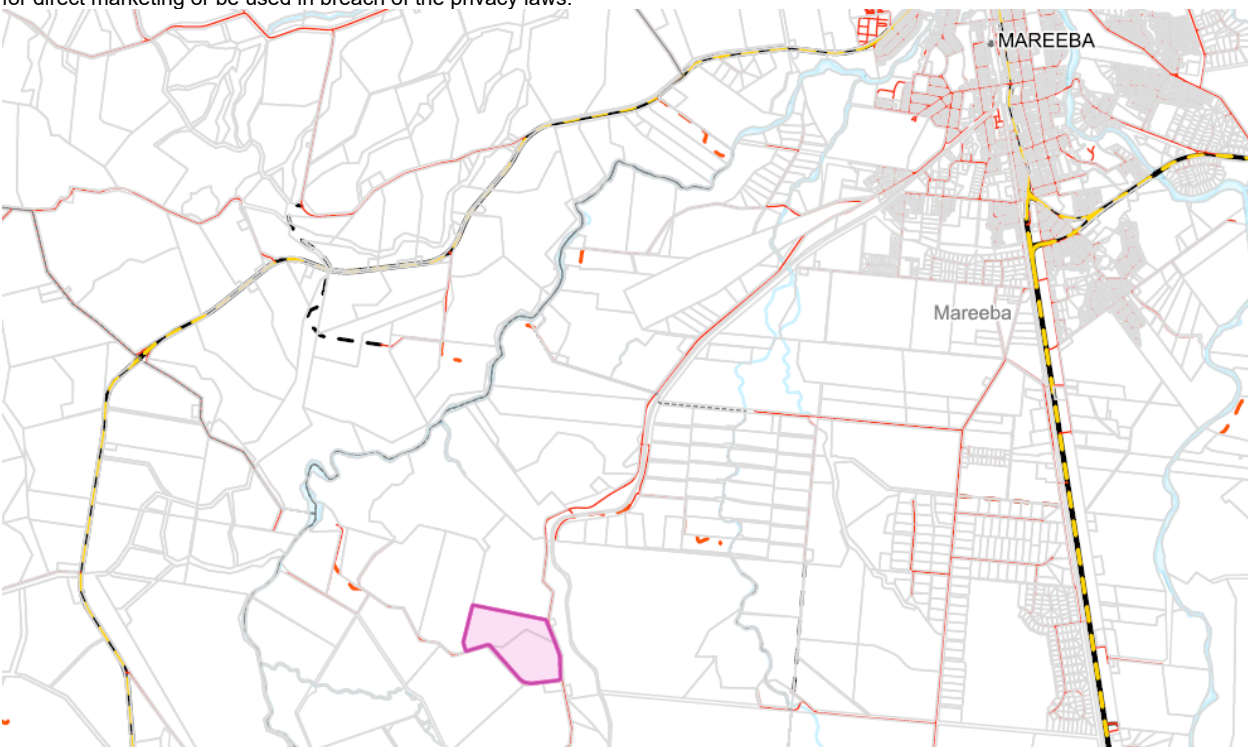 for direct marketing or be used in breach of the privacy laws.
MAREEBA
Mareeba